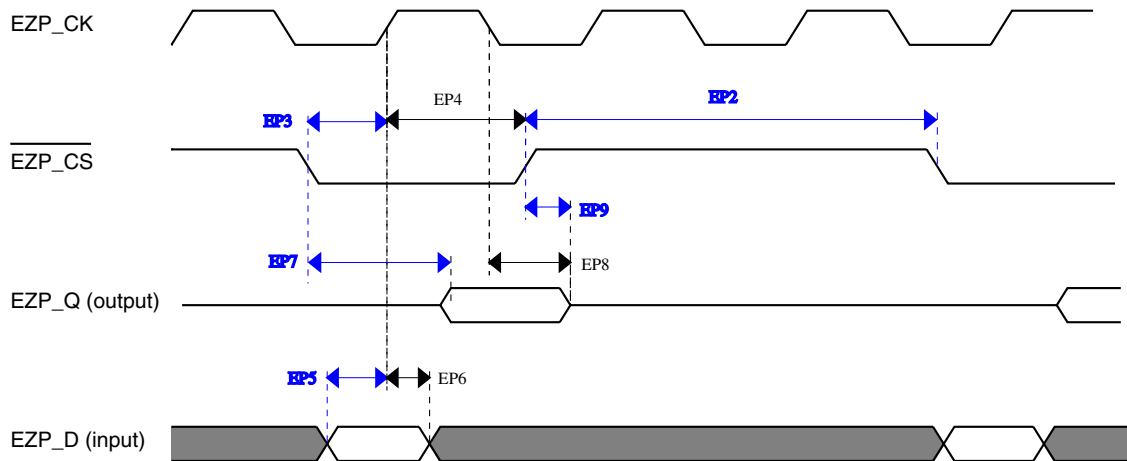 EZP_CK
EP4
EP2
EP3
EZP_CS
EP9
EP7
EP8
EZP_Q (output)
EP5
EP6
EZP_D (input)